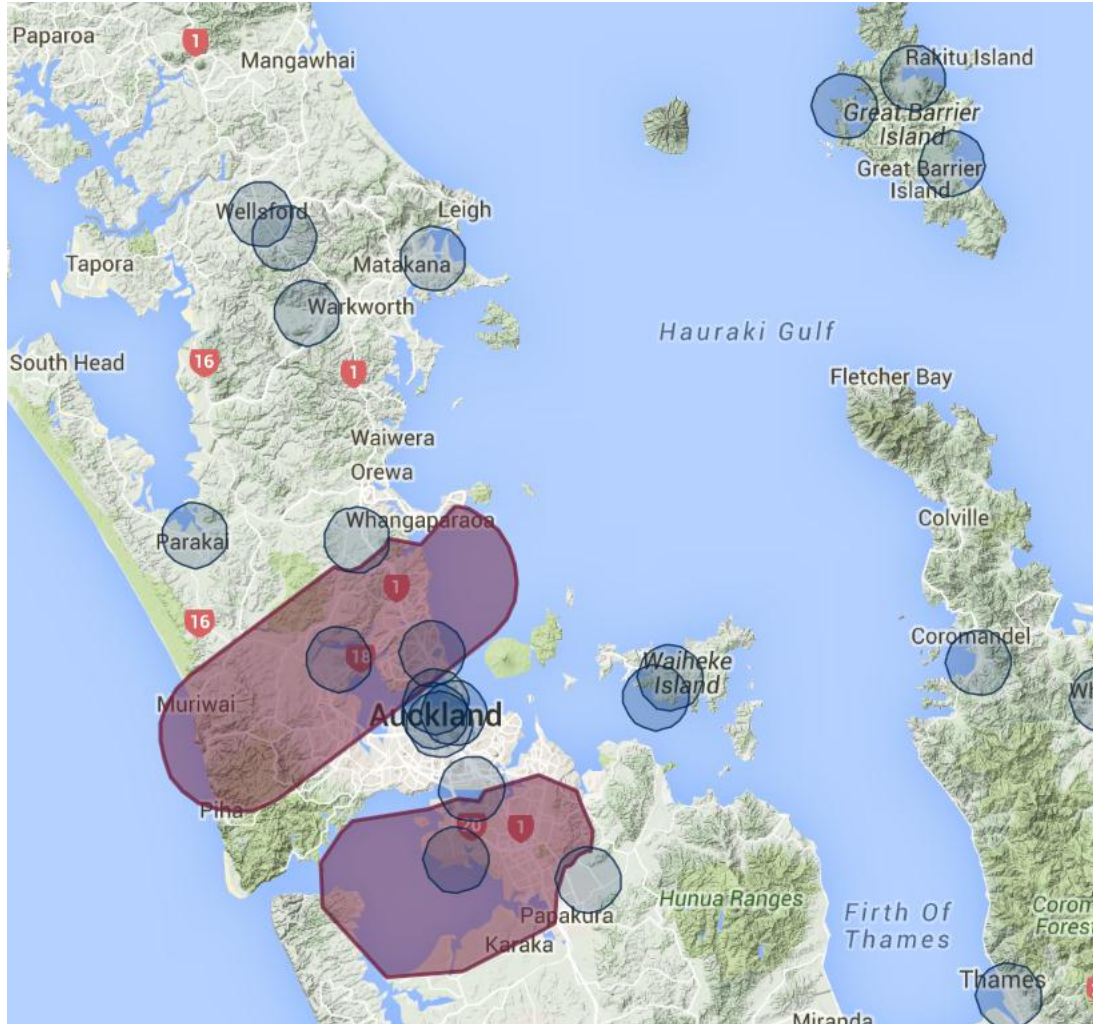 Paparoa
1
Mangawhai
Rakitu Island
Great Barrier
Island
Great Barrier
Island
Wellsford
Leigh
Tapora
Matakana
Warkworth
Hauraki Gulf
South Head
16
1
Fletcher Bay
Waiwera
Orewa
Whangaparaoa
Colville
Parakai
1
16
Coromandel
18
Waiheke
Island
Muriwai
Auckland
Piha
20
1
Hunua Ranges
Papakura
Firth Of
Thames
Karaka
Thames
Miranda